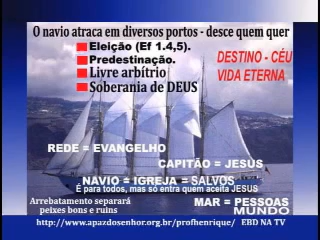 O navio atraca em diversos portos - desce quem quer
Eleição (Ef 1.4,5).
Predestinação.
Livre arbítrio
Soberania de DEUS
DESTINO - CÉU
VIDA ETERNA
REDE = EVANGELHO
CAPITÃO = JESUS
NAVIO = IGREJA = SALVOS
É para todos, mas só entra quem aceita JESUS
Arrebatamento separará
peixes bons e ruins
MAR = PESSOAS
MUNDO
http://www.apazdosenhor.org.br/profhenrique/ EBD NA TV